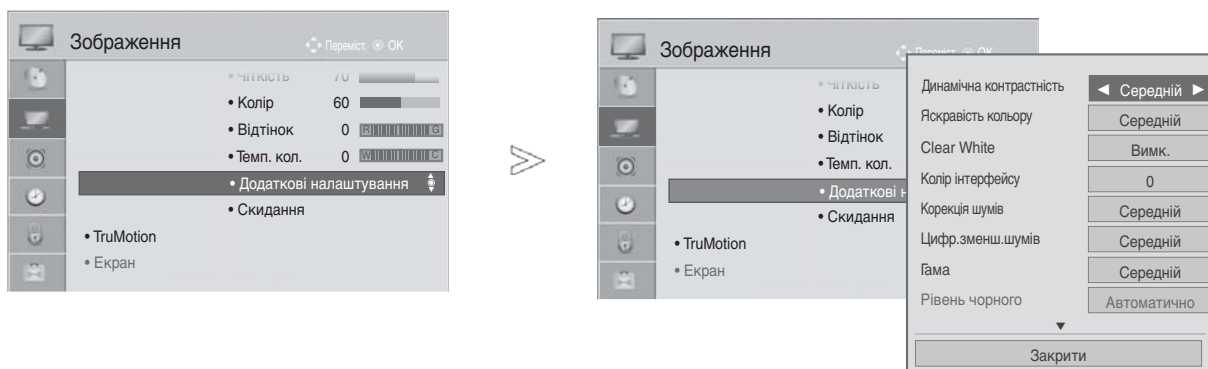 Зображення
Переміст. OK
• Чіткість 70
• Колір 60
• Відтінок 0 R G
• Темп. кол. 0 W C
• Додаткові налаштування
• Скидання
• TruMotion
• Екран
Зображення
Переміст. OK
• Чіткість
• Колір
• Відтінок
• Темп. кол.
• Додаткові н
• Скидання
• TruMotion
• Екран
Динамічна контрастність ◄ Середній ►
Яскравість кольору Середній
Clear White Вимк.
Колір інтерфейсу 0
Корекція шумів Середній
Цифр.зменш.шумів Середній
Гама Середній
Рівень чорного Автоматично
▼
Закрити